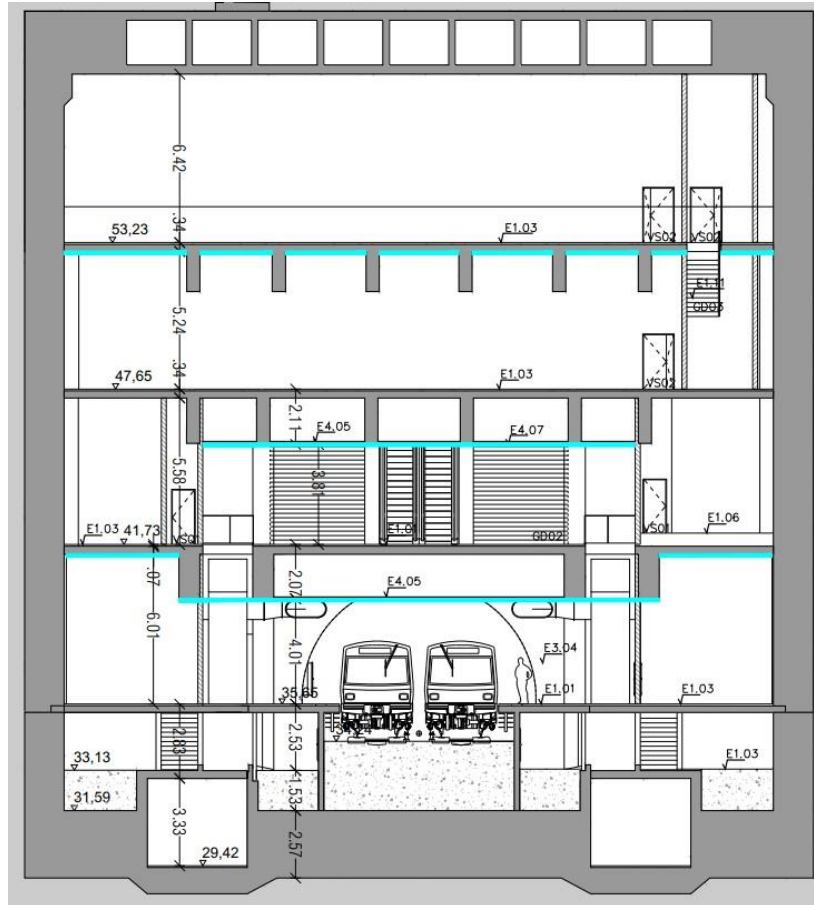 6.42
.34
53,23
E1.03
VS02
VS02
E1.11
GD03
5.24
.34
47,65
E1.03
VS02
2.11
E4.05
E4.07
5.58
3.81
E1.03
41,73
E1.01
GD02
VS01
E1.06
.07
2.07
E4.05
6.01
4.01
E3.04
35,65
E1.01
E1.03
2.83
2.53
33,13
E1.03
31,59
1.53
3.33
29,42
2.57